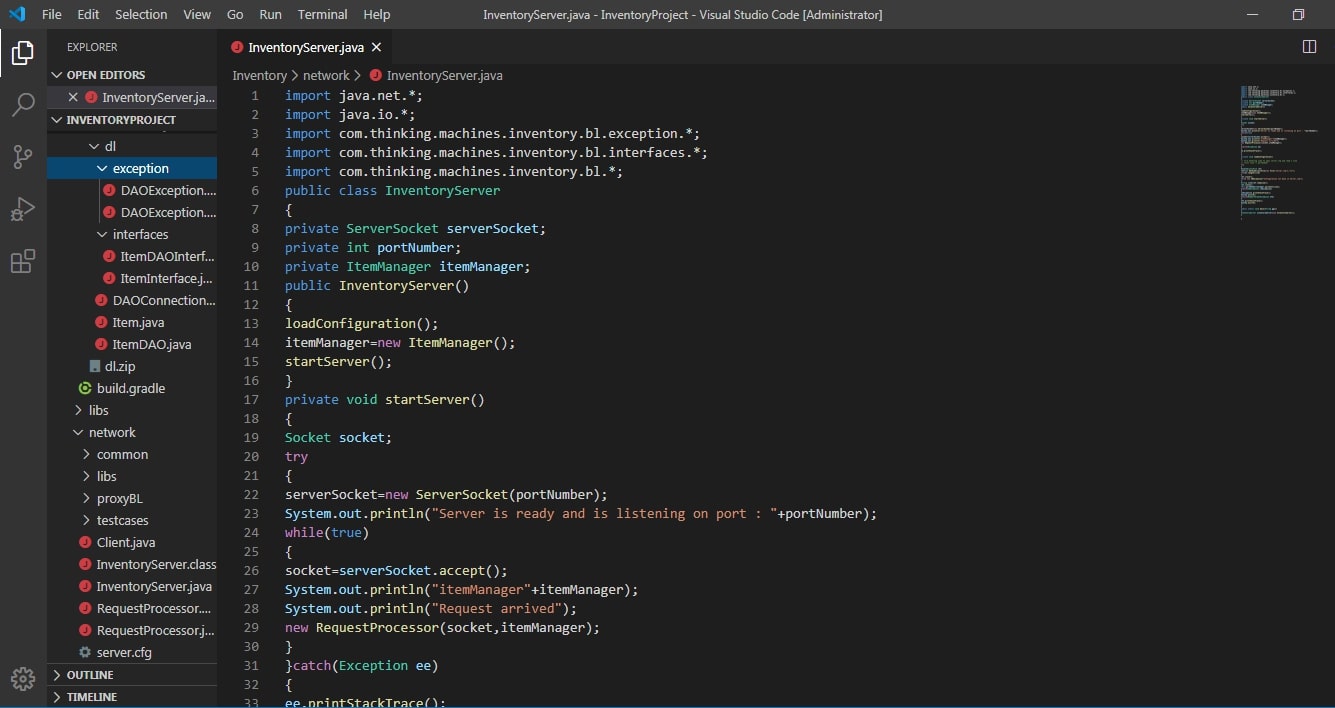 File Edit Selection View Go Run Terminal Help
InventoryServer.java - InventoryProject - Visual Studio Code [Administrator]
EXPLORER
OPEN EDITORS
InventoryServer.ja...
INVENTORYPROJECT
dl
exception
DAOException....
DAOException....
interfaces
ItemDAOInterf...
ItemInterface.j...
DAOConnection...
Item.java
ItemDAO.java
dl.zip
build.gradle
libs
network
common
libs
proxyBL
testcases
Client.java
InventoryServer.class
InventoryServer.java
RequestProcessor....
RequestProcessor.j...
server.cfg
OUTLINE
TIMELINE
InventoryServer.java
Inventory > network > InventoryServer.java
1 import java.net.*;
2 import java.io.*;
3 import com.thinking.machines.inventory.bl.exception.*;
4 import com.thinking.machines.inventory.bl.interfaces.*;
5 import com.thinking.machines.inventory.bl.*;
6 public class InventoryServer
7 {
8 private ServerSocket serverSocket;
9 private int portNumber;
10 private ItemManager itemManager;
11 public InventoryServer()
12 {
13 loadConfiguration();
14 itemManager=new ItemManager();
15 startServer();
16 }
17 private void startServer()
18 {
19 Socket socket;
20 try
21 {
22 serverSocket=new ServerSocket(portNumber);
23 System.out.println("Server is ready and is listening on port : "+portNumber);
24 while(true)
25 {
26 socket=serverSocket.accept();
27 System.out.println("itemManager"+itemManager);
28 System.out.println("Request arrived");
29 new RequestProcessor(socket,itemManager);
30 }
31 }catch(Exception ee)
32 {
33 ee.printStackTrace();